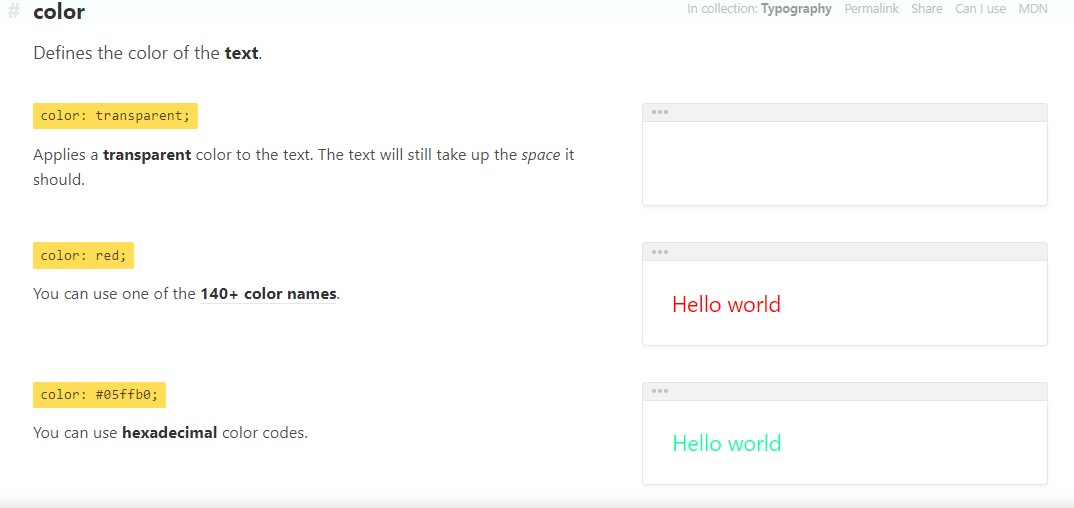 # color
In collection: Typography Permalink Share Can I use MDN
Defines the color of the text.
color: transparent;
Applies a transparent color to the text. The text will still take up the space it
should.
color: red;
You can use one of the 140+ color names.
Hello world
color: #05ffb0;
You can use hexadecimal color codes.
Hello world